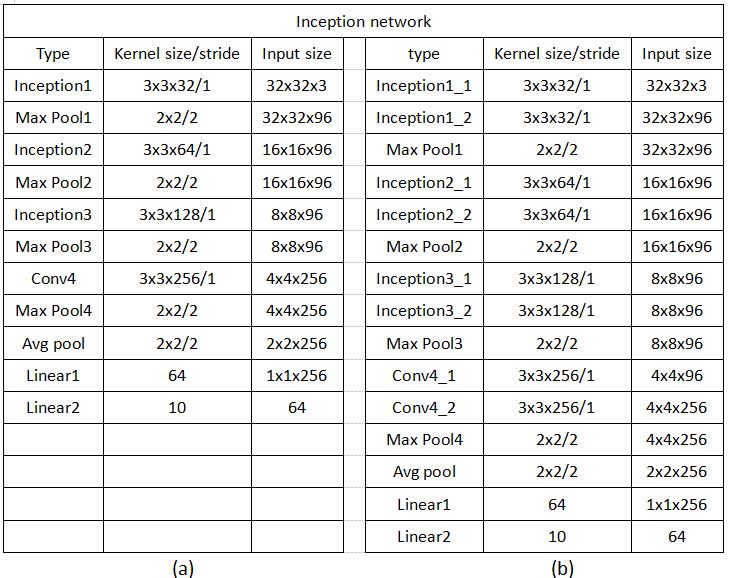 Inception network
Type Kernel size/stride Input size type Kernel size/stride Input size
Inception1 3x3x32/1 32x32x3 Inception1_1 3x3x32/1 32x32x3
Max Pool1 2x2/2 32x32x96 Inception1_2 3x3x32/1 32x32x96
Inception2 3x3x64/1 16x16x96 Max Pool1 2x2/2 32x32x96
Max Pool2 2x2/2 16x16x96 Inception2_1 3x3x64/1 16x16x96
Inception3 3x3x128/1 8x8x96 Inception2_2 3x3x64/1 16x16x96
Max Pool3 2x2/2 8x8x96 Max Pool2 2x2/2 16x16x96
Conv4 3x3x256/1 4x4x256 Inception3_1 3x3x128/1 8x8x96
Max Pool4 2x2/2 4x4x256 Inception3_2 3x3x128/1 8x8x96
Avg pool 2x2/2 2x2x256 Max Pool3 2x2/2 8x8x96
Linear1 64 1x1x256 Conv4_1 3x3x256/1 4x4x96
Linear2 10 64 Conv4_2 3x3x256/1 4x4x256
Max Pool4 2x2/2 4x4x256
Avg pool 2x2/2 2x2x256
Linear1 64 1x1x256
Linear2 10 64
(a) (b)